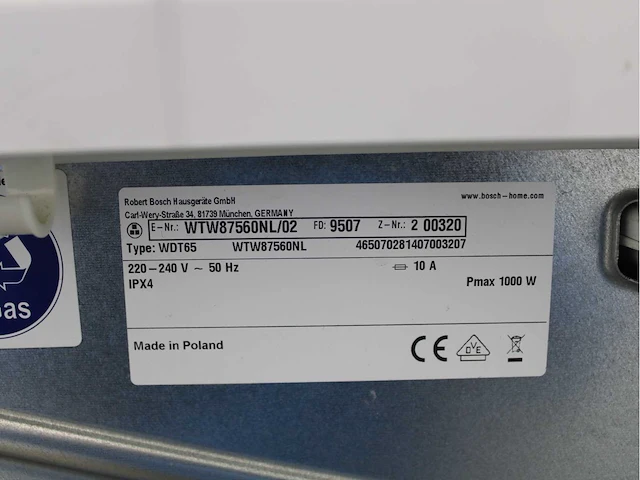 Robert Bosch Hausgeräte GmbH
www.bosch-home.com
Carl-Wery-Straße 34, 81739 München, GERMANY
E-Nr.: WTW87560NL/02 FD: 9507 Z-Nr.: 2 00320
Type: WDT65 WTW87560NL 465070281407003207
220-240 V ~ 50 Hz 10 A
IPX4 Pmax 1000 W
Made in Poland
CE DVE